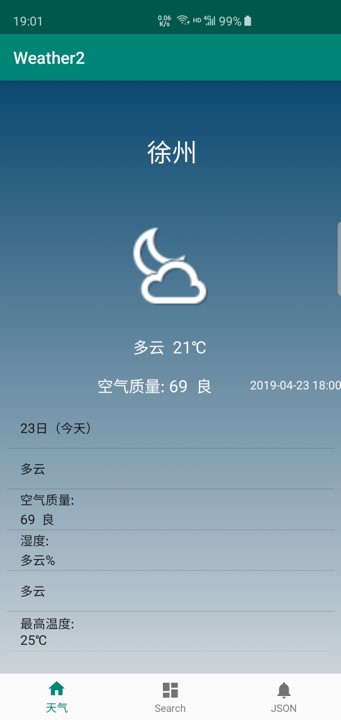 19:01
0.06 K/s HD 4G 99%
Weather2
徐州
多云 21℃
空气质量: 69 良
2019-04-23 18:00
23日（今天）
多云
空气质量:
69 良
湿度:
多云%
多云
最高温度:
25℃
天气 Search JSON